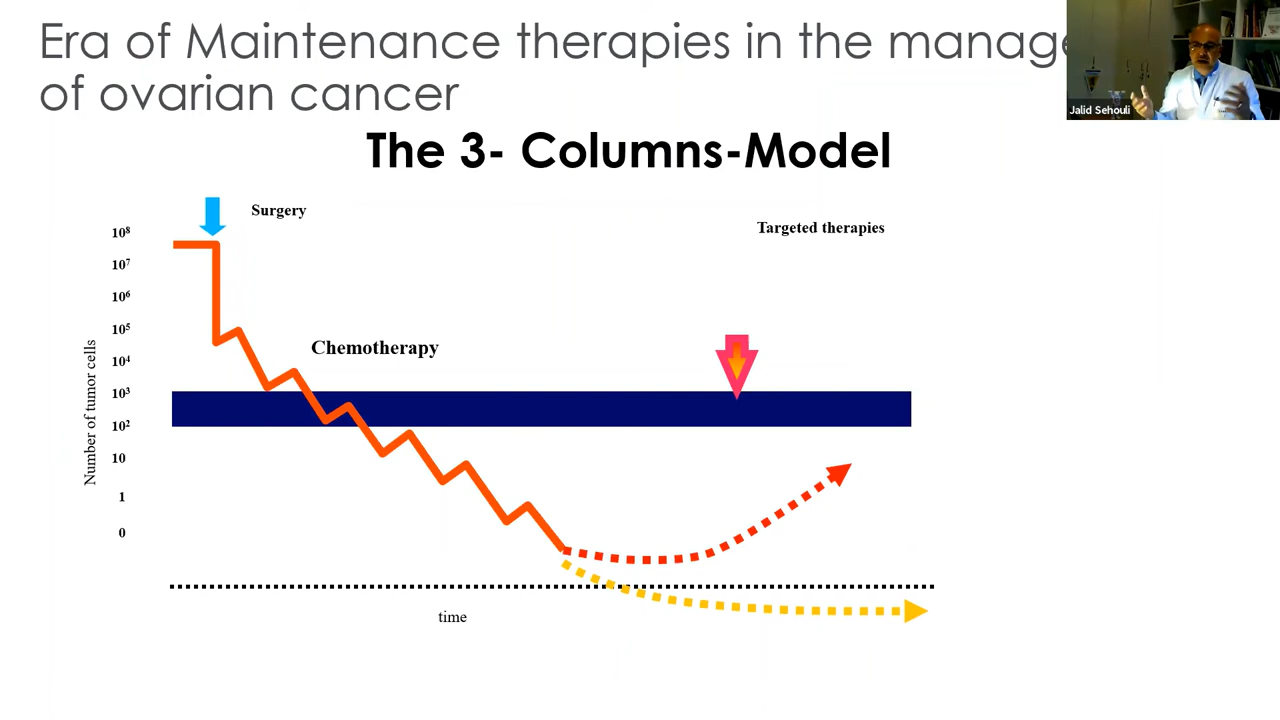 Era of Maintenance therapies in the manage
of ovarian cancer
Jalid Sehouli
The 3- Columns-Model
Surgery
Targeted therapies
Chemotherapy
Number of tumor cells
10⁸
10⁷
10⁶
10⁵
10⁴
10³
10²
10
1
0
time